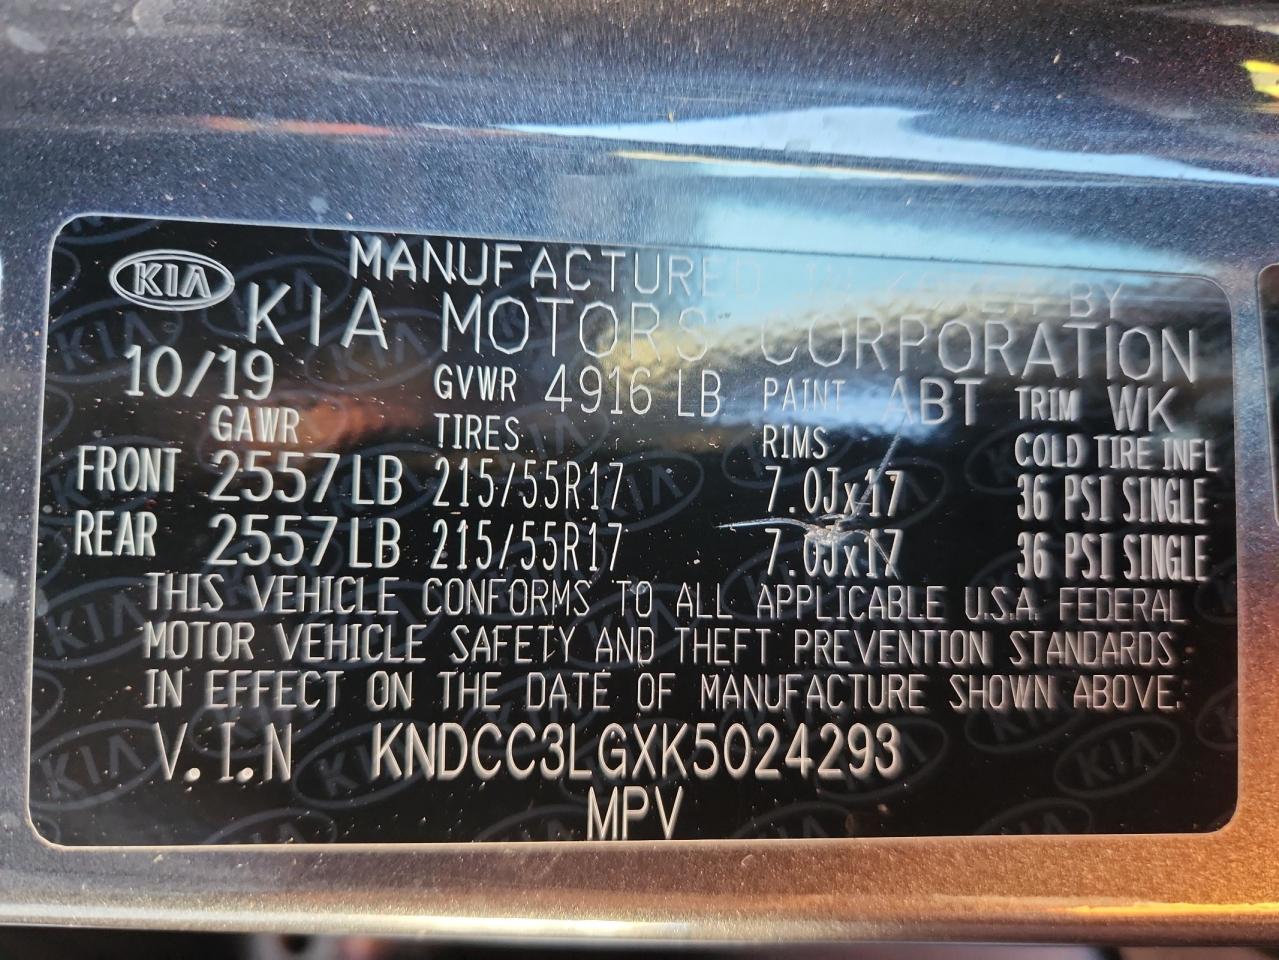 KIA
MANUFACTURED IN KOREA BY
KIA MOTORS CORPORATION
10/19 GVWR 4916 LB PAINT ABT TRIM WK
GAWR TIRES RIMS COLD TIRE INFL
FRONT 2557LB 215/55R17 7.0Jx17 36 PSI SINGLE
REAR 2557LB 215/55R17 7.0Jx17 36 PSI SINGLE
THIS VEHICLE CONFORMS TO ALL APPLICABLE U.S.A. FEDERAL
MOTOR VEHICLE SAFETY AND THEFT PREVENTION STANDARDS
IN EFFECT ON THE DATE OF MANUFACTURE SHOWN ABOVE.
V.I.N KNDCC3LGXK5024293
MPV